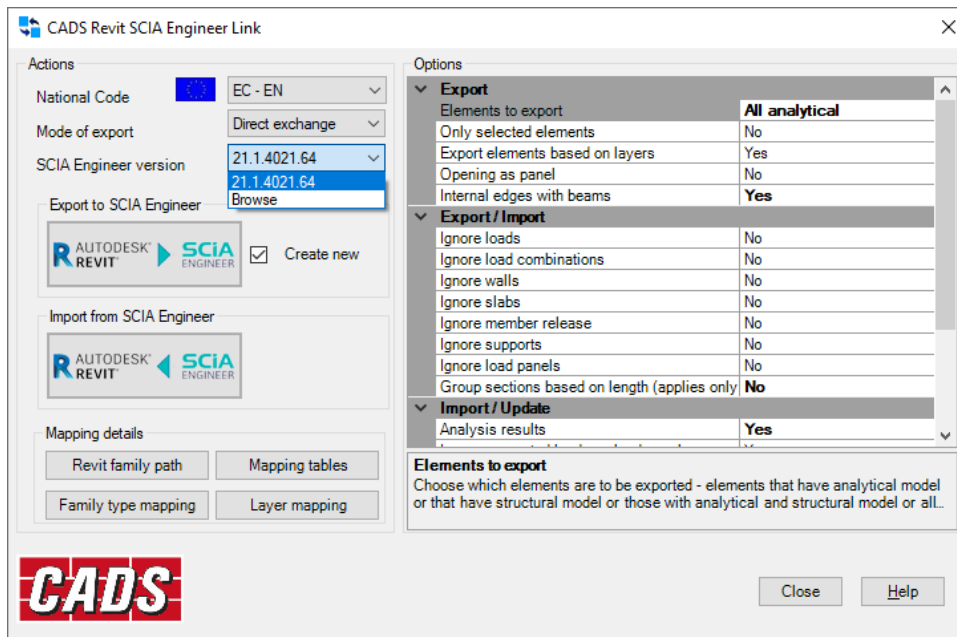 CADS Revit SCIA Engineer Link
Actions
National Code
EC - EN
Mode of export
Direct exchange
SCIA Engineer version
21.1.4021.64
21.1.4021.64
Browse
Export to SCIA Engineer
R AUTODESK® REVIT® SCiA ENGINEER
Create new
Import from SCIA Engineer
R AUTODESK® REVIT® SCiA ENGINEER
Mapping details
Revit family path
Mapping tables
Family type mapping
Layer mapping
CADS
Options
Export
Elements to export All analytical
Only selected elements No
Export elements based on layers Yes
Opening as panel No
Internal edges with beams Yes
Export / Import
Ignore loads No
Ignore load combinations No
Ignore walls No
Ignore slabs No
Ignore member release No
Ignore supports No
Ignore load panels No
Group sections based on length (applies only No
Import / Update
Analysis results Yes
Elements to export
Choose which elements are to be exported - elements that have analytical model
or that have structural model or those with analytical and structural model or all...
Close
Help